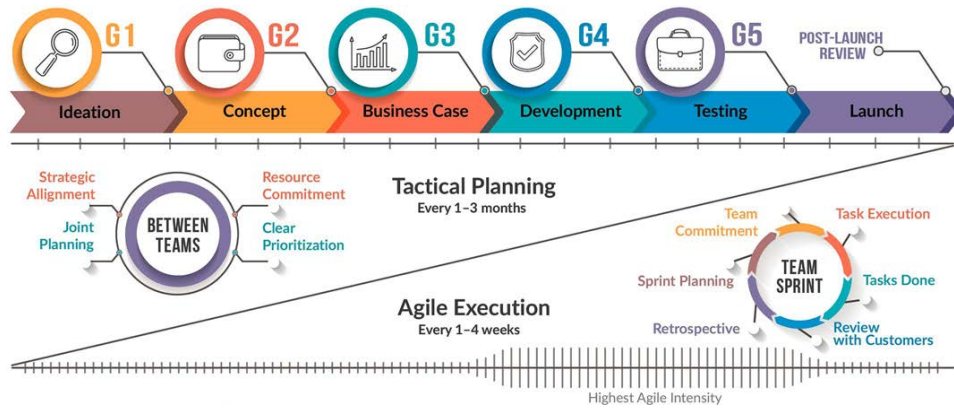 G1
G2
G3
G4
G5
POST-LAUNCH
REVIEW
Ideation
Concept
Business Case
Development
Testing
Launch
Strategic
Allignment
Resource
Commitment
Joint
Planning
Clear
Prioritization
BETWEEN
TEAMS
Tactical Planning
Every 1–3 months
Agile Execution
Every 1–4 weeks
Team
Commitment
Task Execution
Sprint Planning
TEAM
SPRINT
Tasks Done
Retrospective
Review
with Customers
Highest Agile Intensity